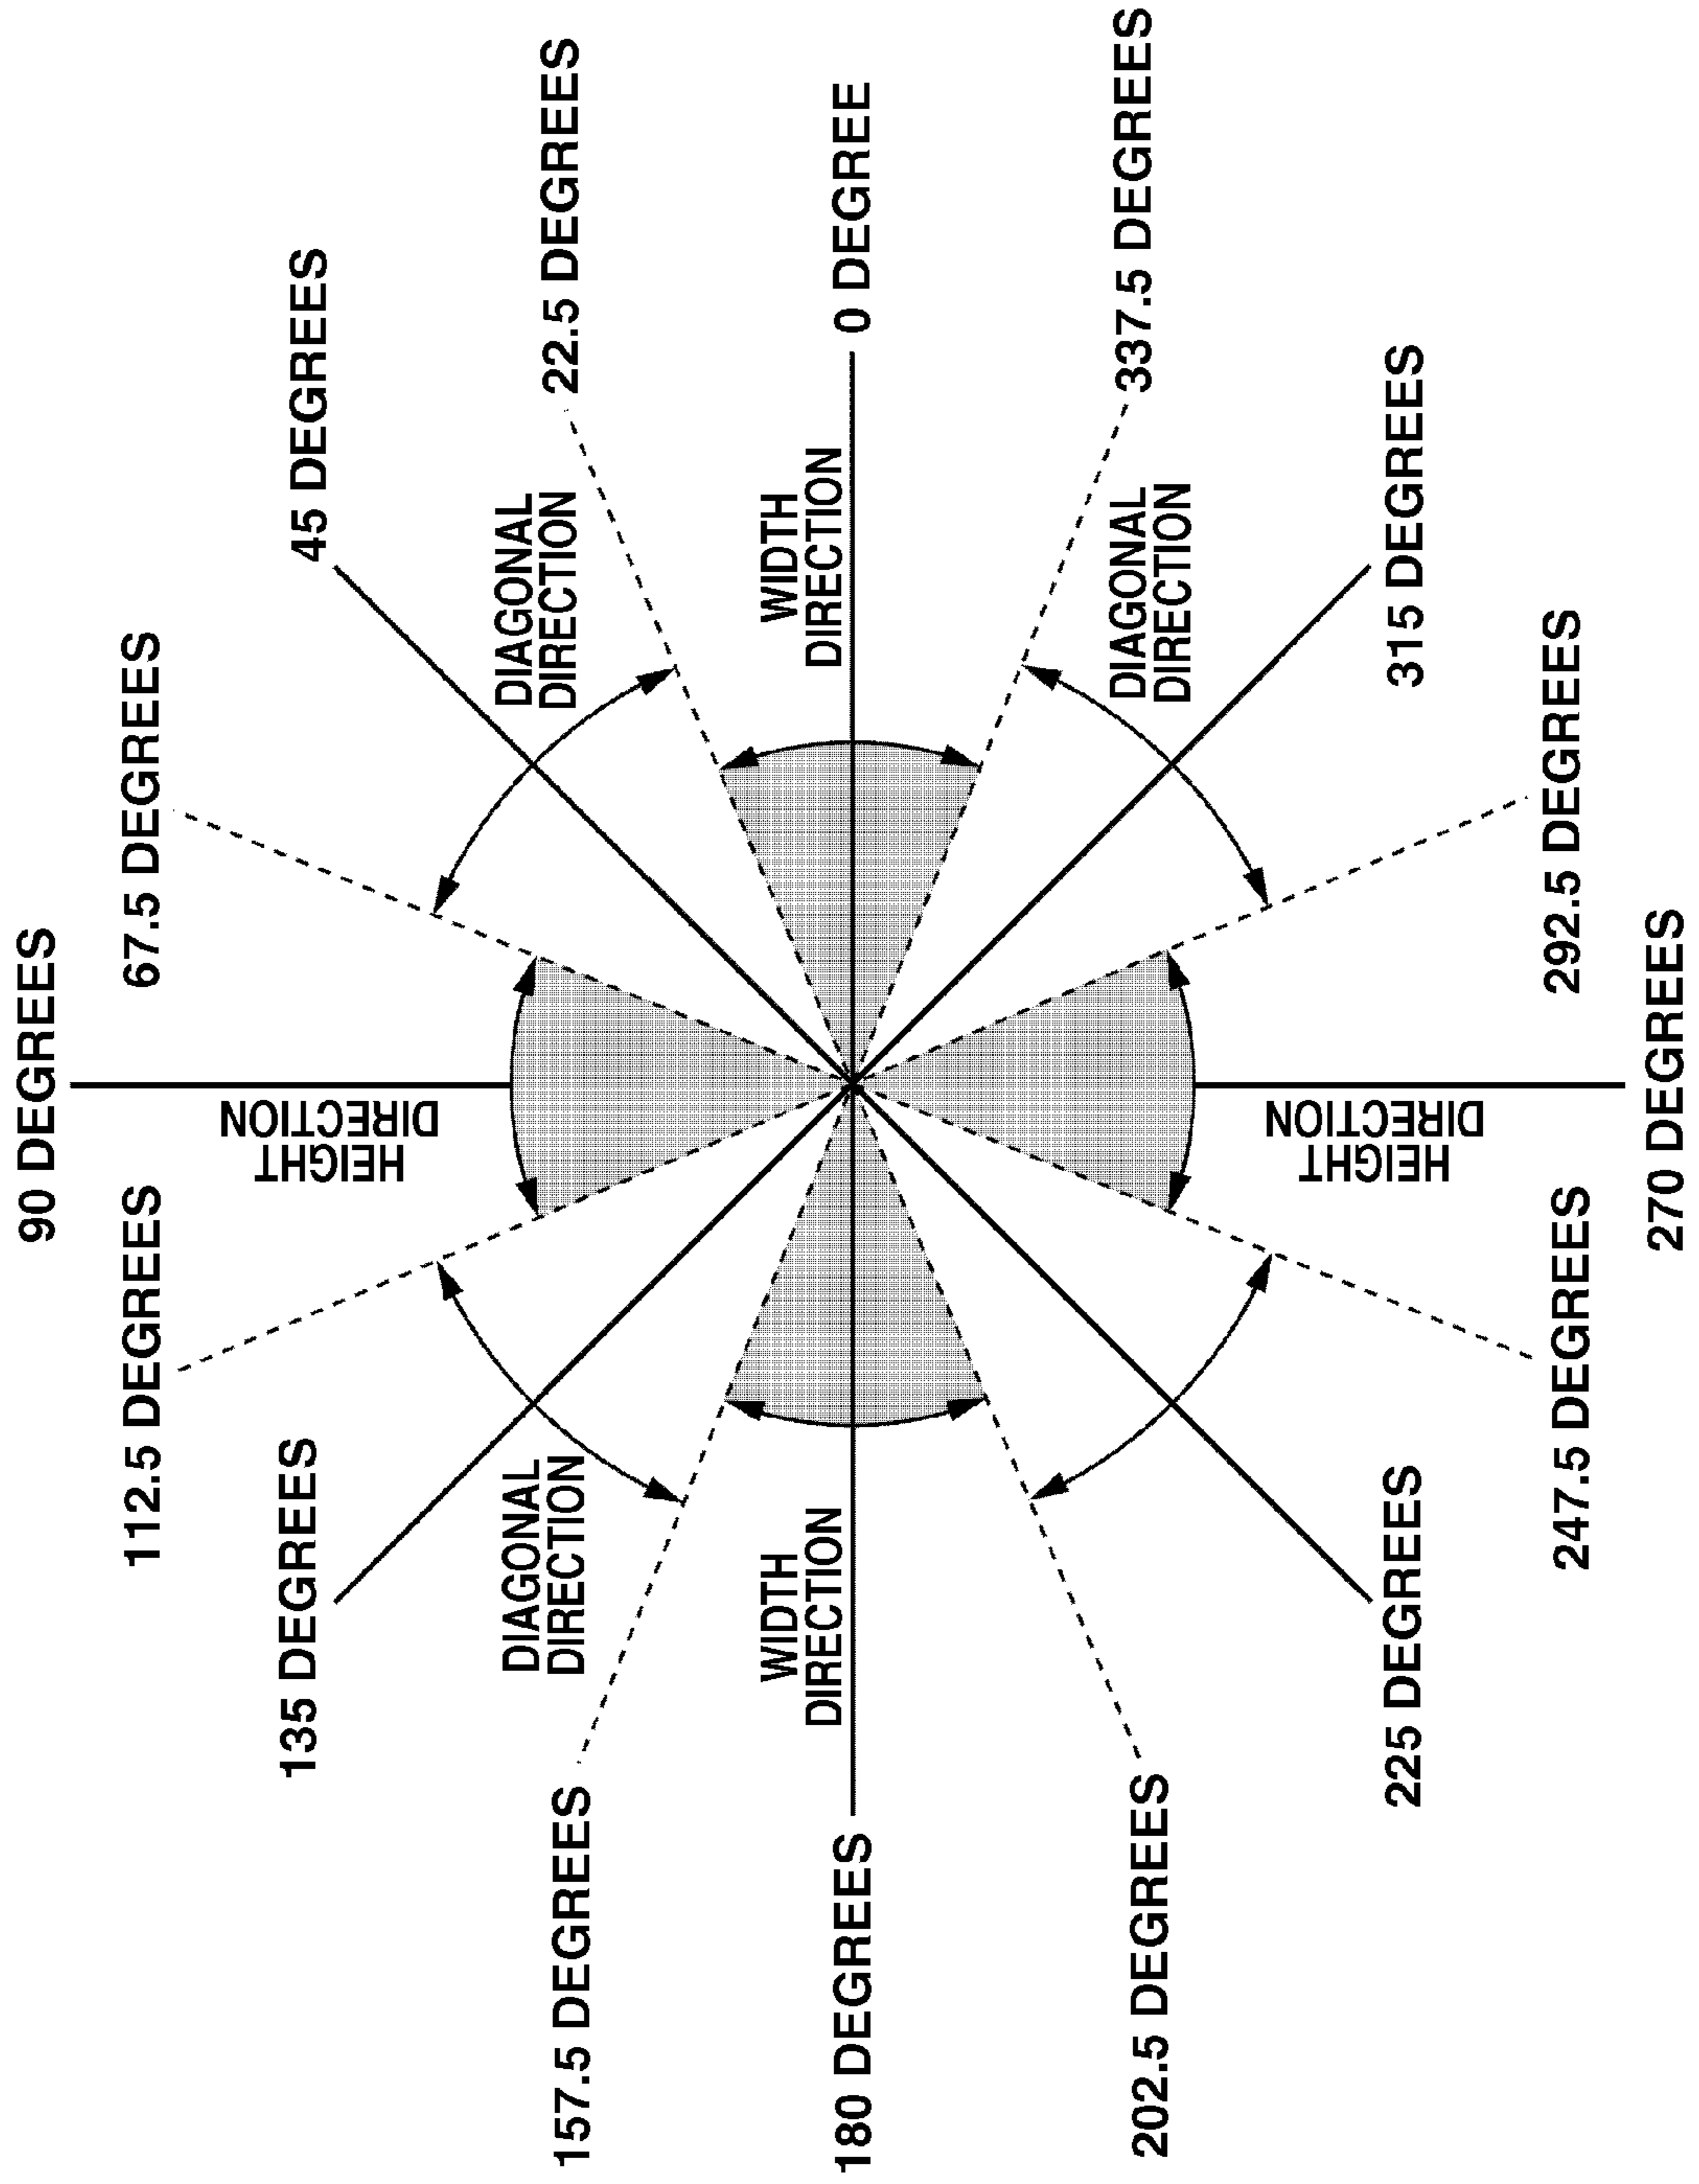 90 DEGREES
112.5 DEGREES
67.5 DEGREES
135 DEGREES
45 DEGREES
HEIGHT
DIRECTION
DIAGONAL
DIRECTION
DIAGONAL
DIRECTION
157.5 DEGREES
22.5 DEGREES
WIDTH
DIRECTION
WIDTH
DIRECTION
180 DEGREES
0 DEGREE
202.5 DEGREES
337.5 DEGREES
DIAGONAL
DIRECTION
HEIGHT
DIRECTION
225 DEGREES
315 DEGREES
247.5 DEGREES
292.5 DEGREES
270 DEGREES